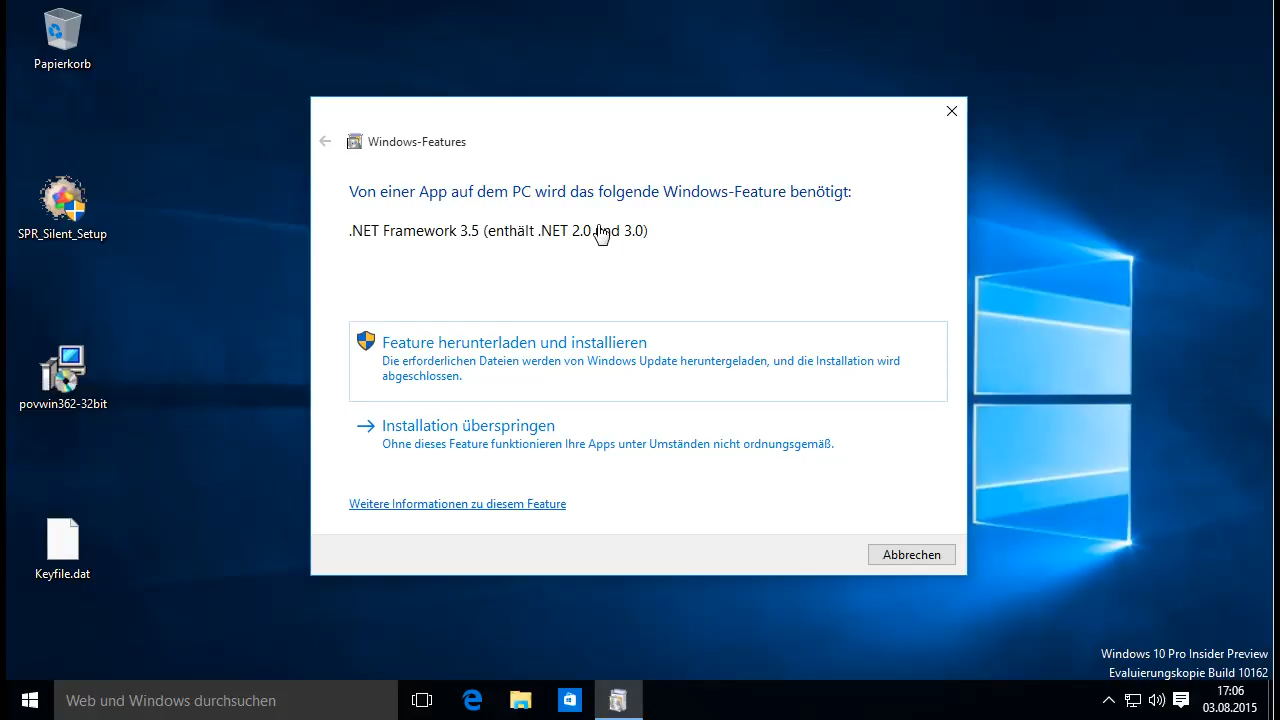 Papierkorb
SPR_Silent_Setup
povwin362-32bit
Keyfile.dat
Windows-Features
Von einer App auf dem PC wird das folgende Windows-Feature benötigt:
.NET Framework 3.5 (enthält .NET 2.0 und 3.0)
Feature herunterladen und installieren
Die erforderlichen Dateien werden von Windows Update heruntergeladen, und die Installation wird
abgeschlossen.
Installation überspringen
Ohne dieses Feature funktionieren Ihre Apps unter Umständen nicht ordnungsgemäß.
Weitere Informationen zu diesem Feature
Abbrechen
Windows 10 Pro Insider Preview
Evaluierungskopie Build 10162
Web und Windows durchsuchen
17:06
03.08.2015